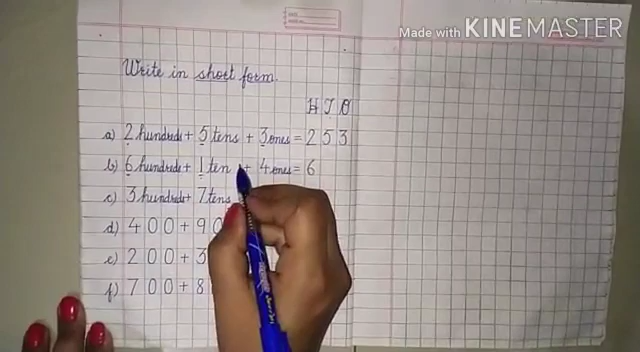 Made with KINEMASTER
Write in short form.
H T O
a) 2 hundreds + 5 tens + 3 ones = 2 5 3
b) 6 hundreds + 1 ten + 4 ones = 6
c) 3 hundreds + 7 tens
d) 4 0 0 + 9 0
e) 2 0 0 + 3
f) 7 0 0 + 8